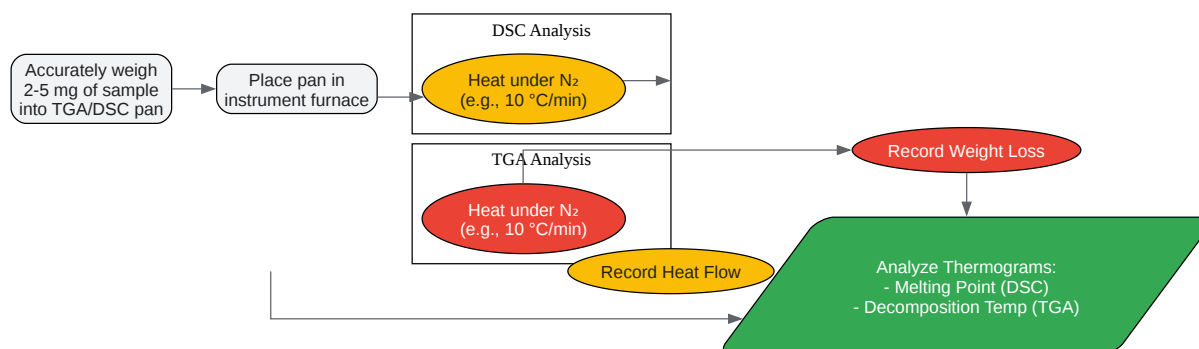 Accurately weigh
2-5 mg of sample
into TGA/DSC pan
Place pan in
instrument furnace
DSC Analysis
Heat under N₂
(e.g., 10 °C/min)
TGA Analysis
Heat under N₂
(e.g., 10 °C/min)
Record Heat Flow
Record Weight Loss
Analyze Thermograms:
- Melting Point (DSC)
- Decomposition Temp (TGA)